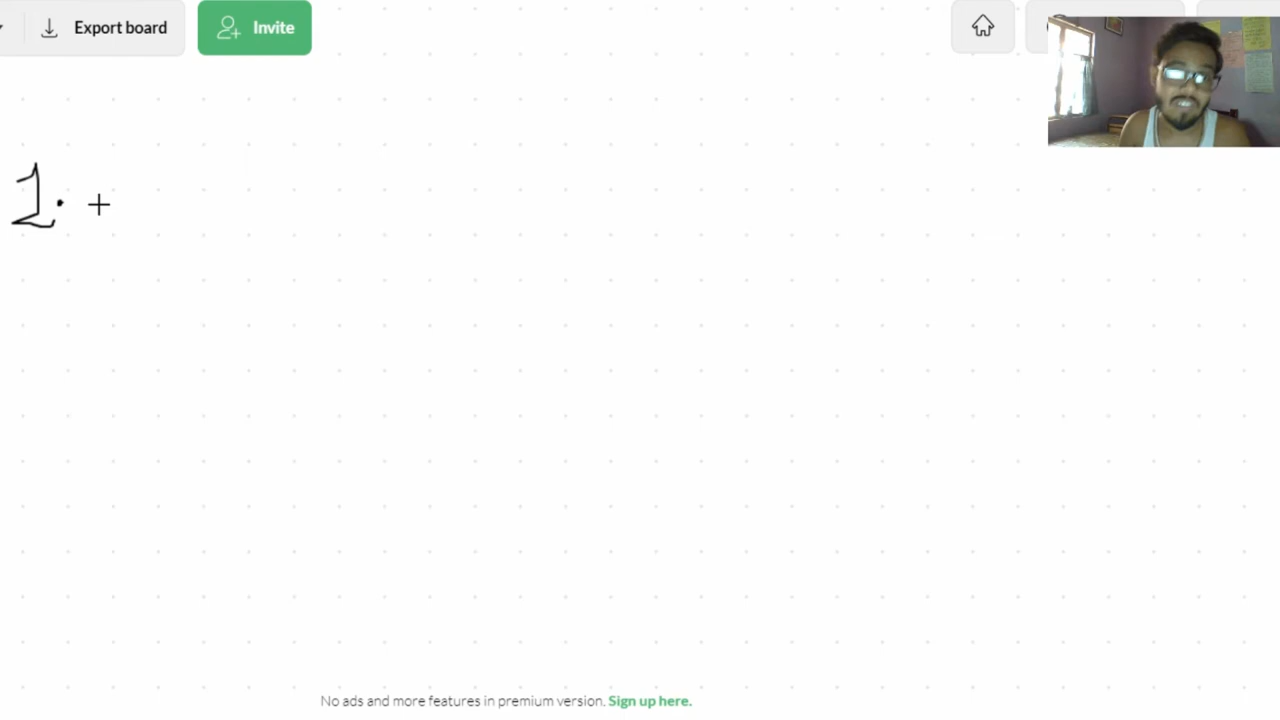 Export board
Invite
1.
No ads and more features in premium version. Sign up here.